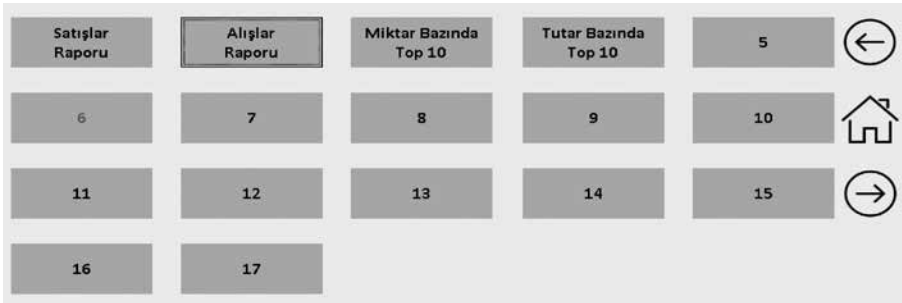 Satışlar
Raporu
Alışlar
Raporu
Miktar Bazında
Top 10
Tutar Bazında
Top 10
5
6
7
8
9
10
11
12
13
14
15
16
17